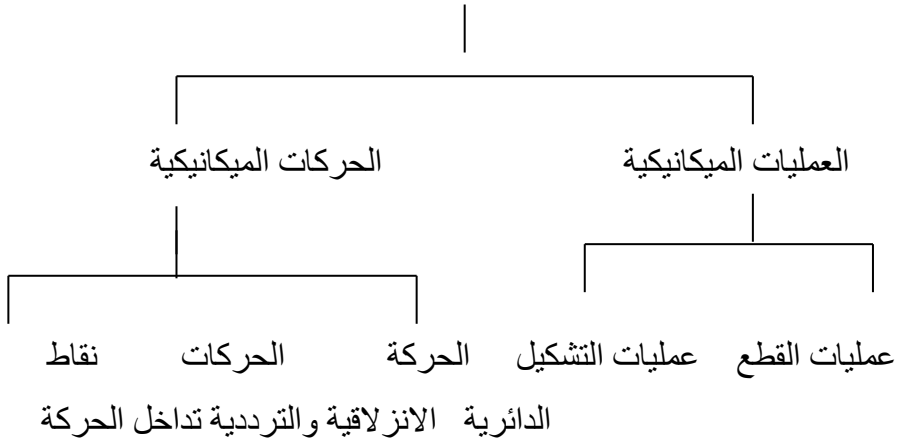 العمليات الميكانيكية الحركات الميكانيكية
عمليات القطع عمليات التشكيل الحركة الحركات نقاط
الدائرية الانزلاقية والترددية تداخل الحركة